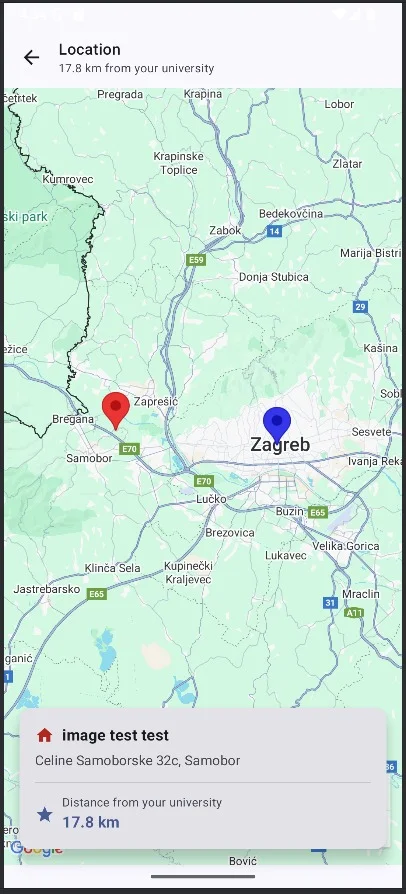 Location
17.8 km from your university
Pregrada
Krapina
Lobor
Krapinske
Toplice
Zlatar
Kumrovec
ski park
Bedekovčina
Zabok
14
Marija Bistri
E59
Donja Stubica
29
Kašina
Zaprešić
Bregana
Zagreb
Sesvete
E70
Samobor
Ivanja Reka
E70
Lučko
Buzin
E65
Brezovica
Velika Gorica
Lukavec
Klinča Sela
Kupinečki
Kraljevec
Jastrebarsko
E65
Mraclin
31
A11
image test test
Celine Samoborske 32c, Samobor
Distance from your university
17.8 km
Google
Bović